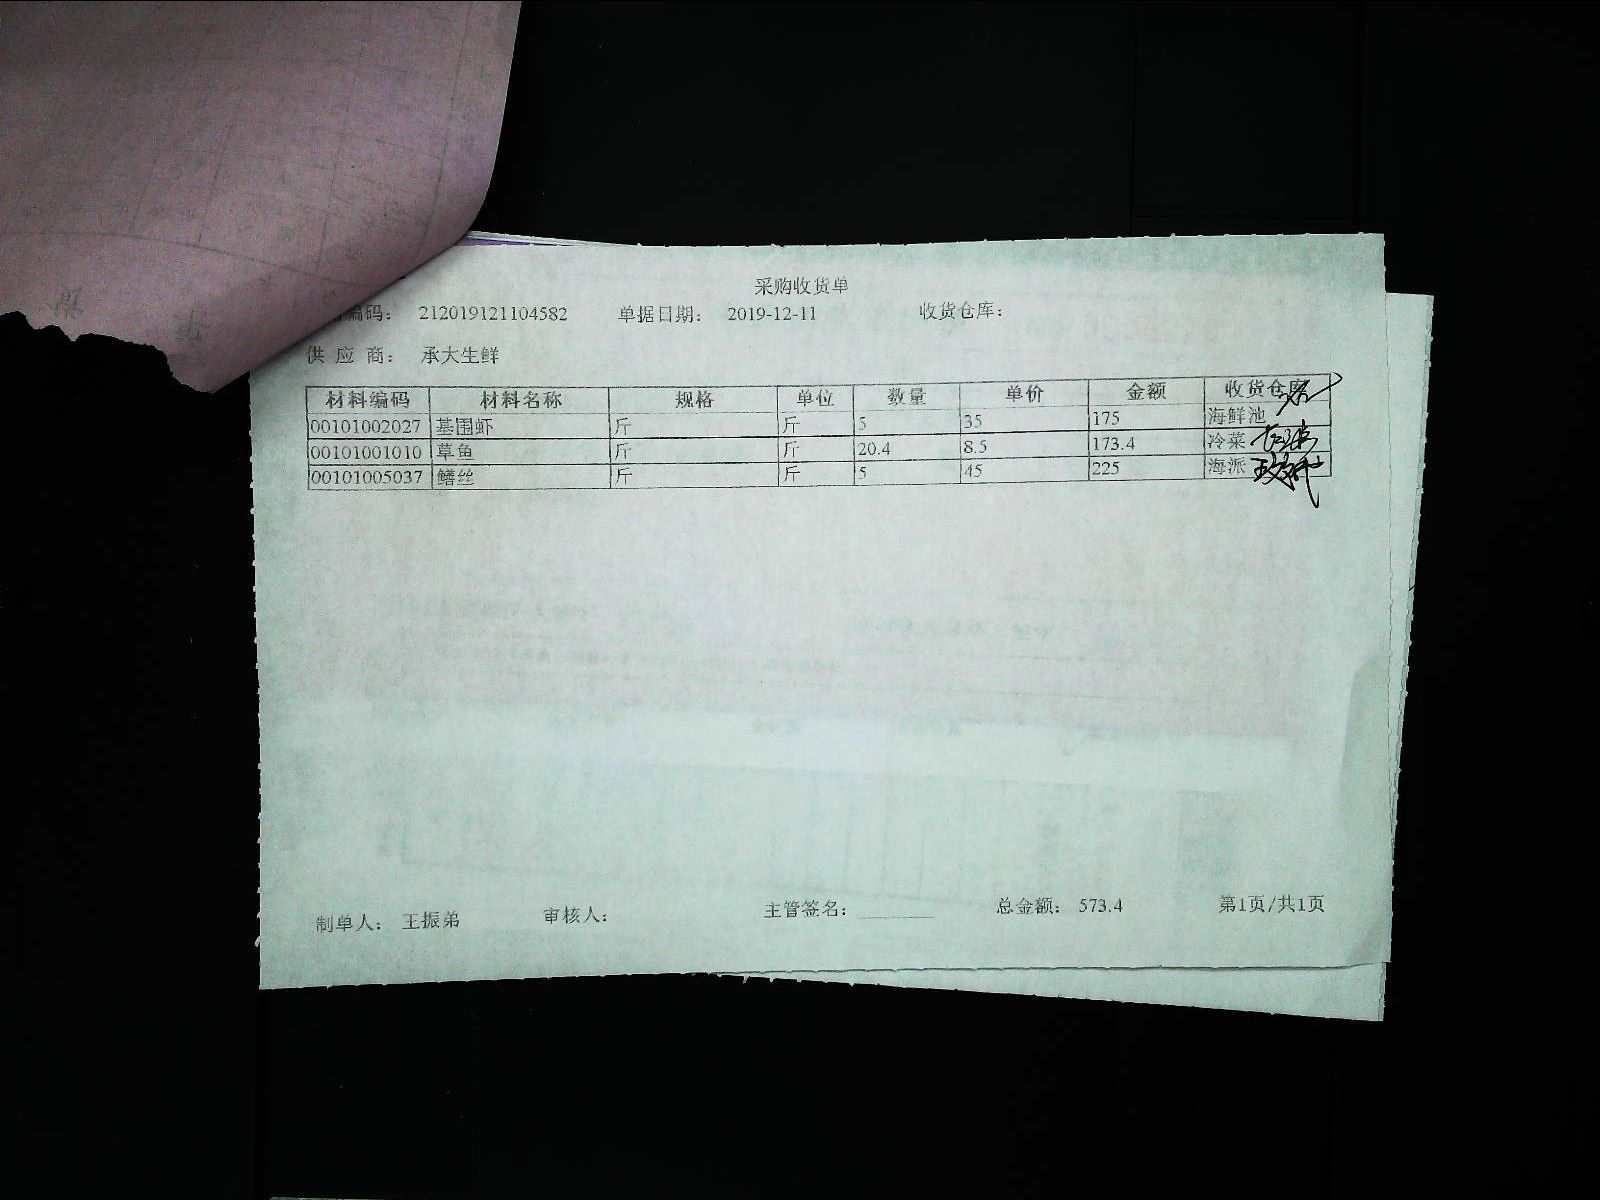 采购收货单
编码： 212019121104582 单据日期： 2019-12-11 收货仓库：
供 应 商： 承大生鲜
材料编码 材料名称 规格 单位 数量 单价 金额 收货仓库
00101002027 基围虾 斤 斤 5 35 175 海鲜池
00101001010 草鱼 斤 斤 20.4 8.5 173.4 冷菜
00101005037 鳝丝 斤 斤 5 45 225 海派
制单人： 王振弟 审核人： 主管签名： 总金额： 573.4 第1页/共1页